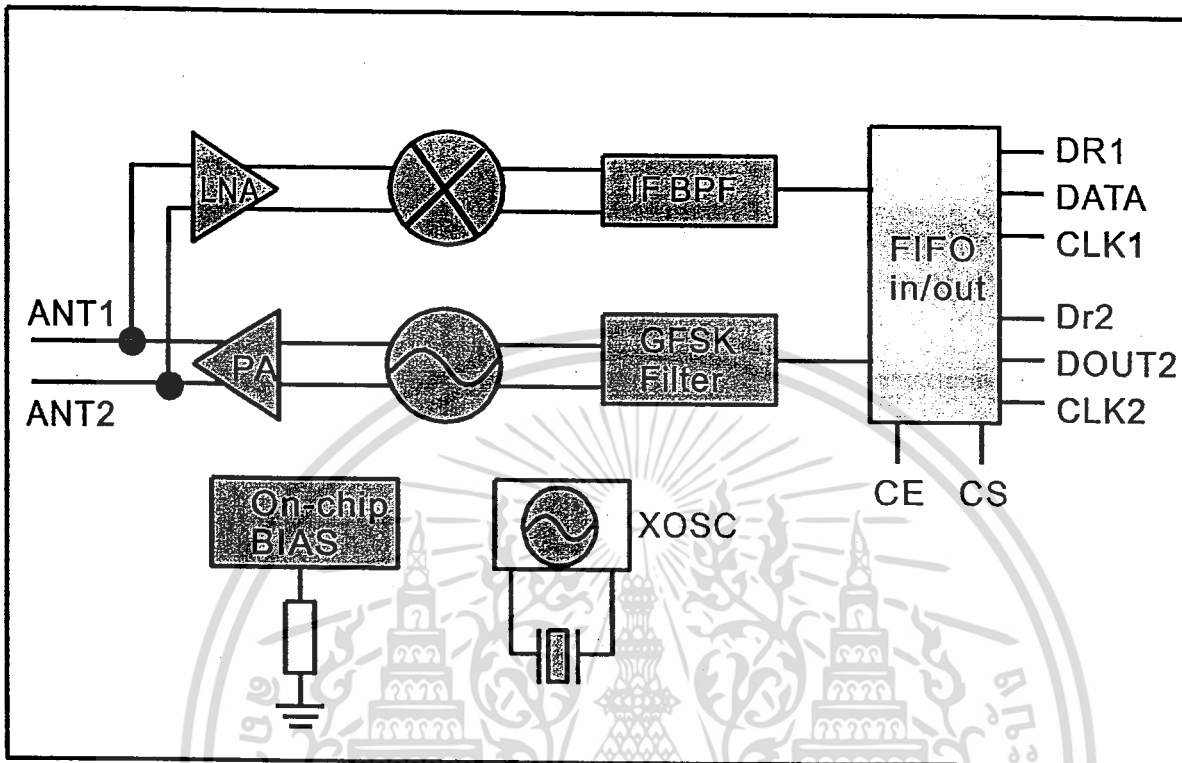 LNA
IF BPF
FIFO
in/out
DR1
DATA
CLK1
Dr2
DOUT2
CLK2
ANT1
ANT2
PA
GFSK
Filter
CE CS
On-chip
BIAS
XOSC